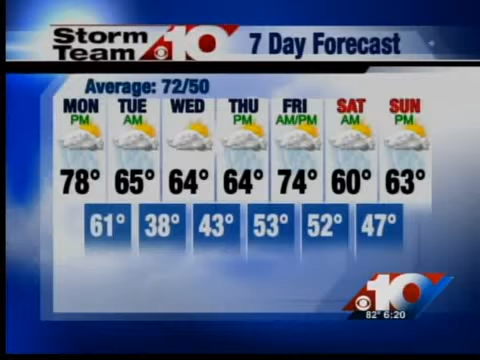 Storm Team 10 7 Day Forecast
Average: 72/50
MON TUE WED THU FRI SAT SUN
PM AM PM AM/PM AM PM
78° 65° 64° 64° 74° 60° 63°
61° 38° 43° 53° 52° 47°
10
82° 6:20